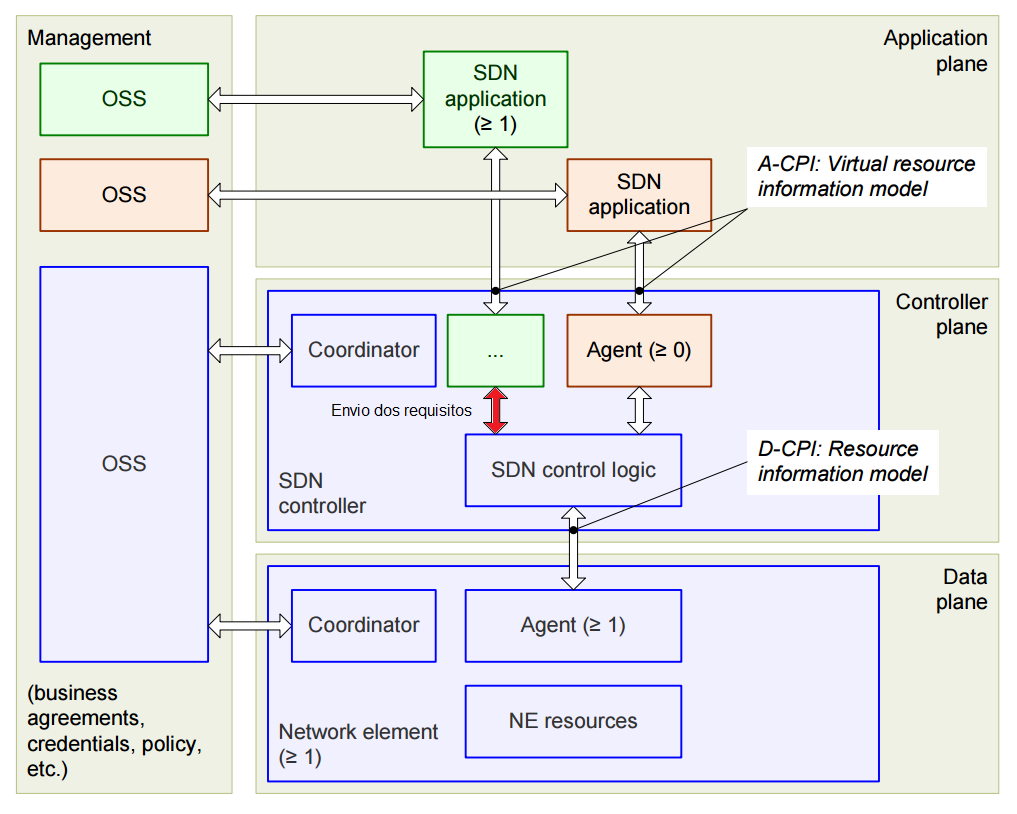 Management
OSS
OSS
OSS
(business
agreements,
credentials, policy,
etc.)
Application
plane
SDN
application
(≥ 1)
SDN
application
A-CPI: Virtual resource
information model
Controller
plane
Coordinator
...
Agent (≥ 0)
Envio dos requisitos
SDN control logic
SDN
controller
D-CPI: Resource
information model
Data
plane
Coordinator
Agent (≥ 1)
NE resources
Network element
(≥ 1)